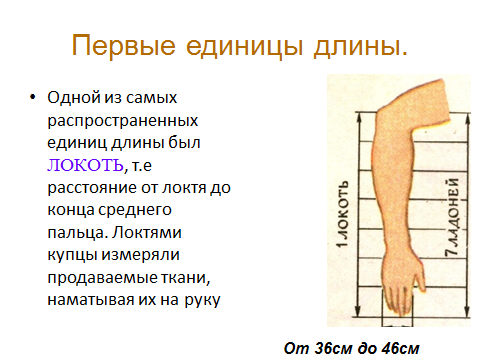 Первые единицы длины.
• Одной из самых
распространенных
единиц длины был
ЛОКОТЬ, т.е
расстояние от локтя до
конца среднего
пальца. Локтями
купцы измеряли
продаваемые ткани,
наматывая их на руку
1 ЛОКОТЬ
7 ЛАДОНЕЙ
От 36см до 46см